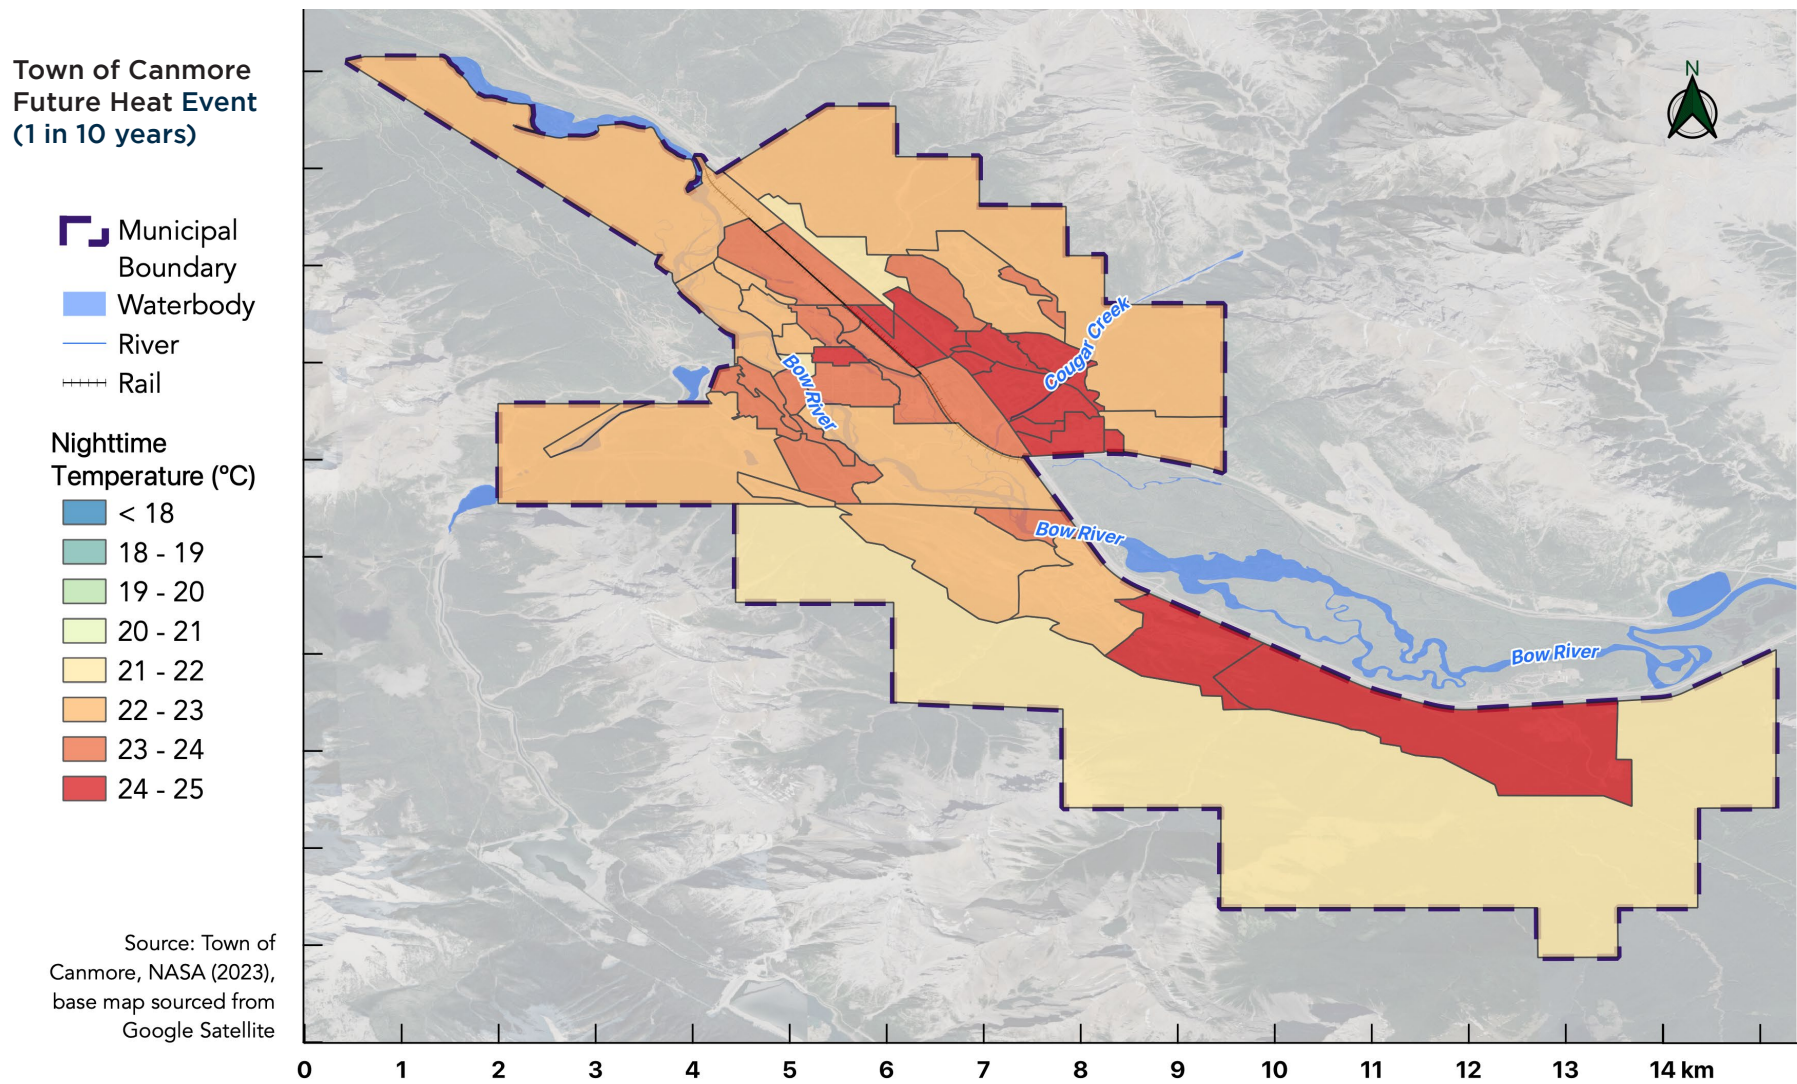 Town of Canmore
Future Heat Event
(1 in 10 years)
Municipal
Boundary
Waterbody
River
Rail
Nighttime
Temperature (ºC)
< 18
18 - 19
19 - 20
20 - 21
21 - 22
22 - 23
23 - 24
24 - 25
Source: Town of
Canmore, NASA (2023),
base map sourced from
Google Satellite
N
Cougar Creek
Bow River
Bow River
Bow River
0 1 2 3 4 5 6 7 8 9 10 11 12 13 14 km